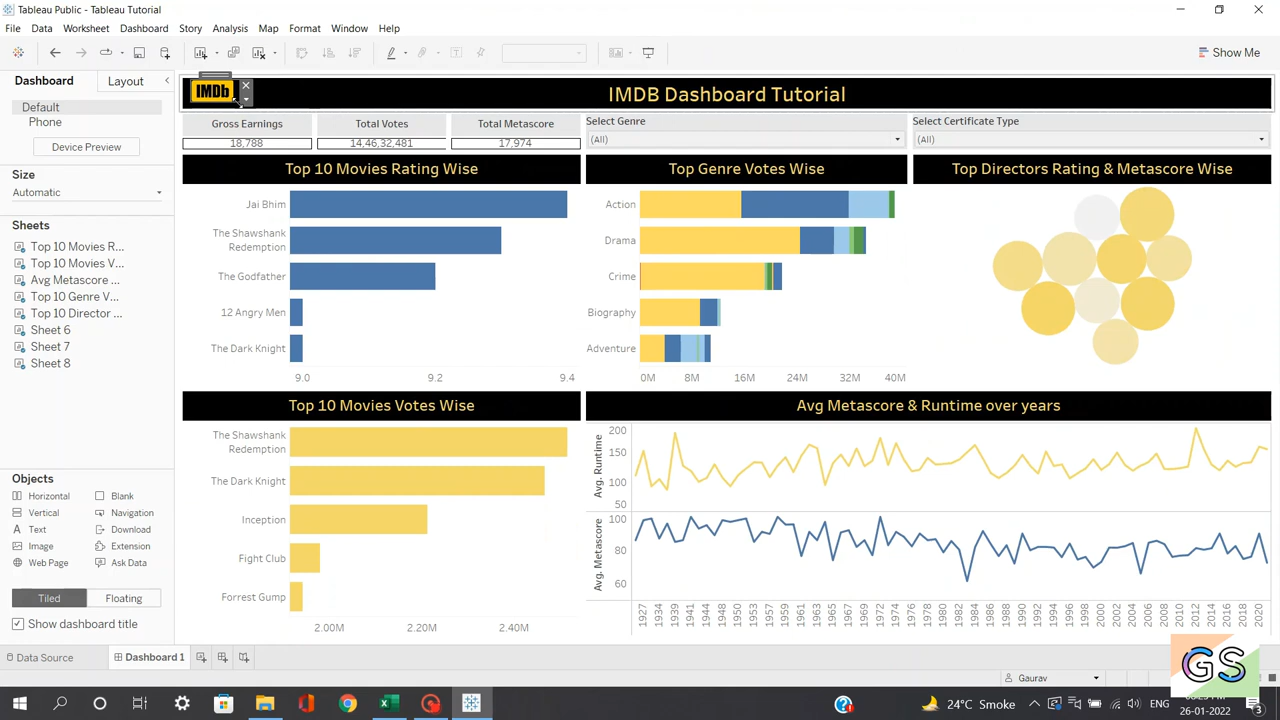 Tableau Public - Tableau Tutorial
File Data Worksheet Dashboard Story Analysis Map Format Window Help
Show Me
Dashboard Layout
Default
Phone
Device Preview
Size
Automatic
Sheets
Top 10 Movies R...
Top 10 Movies V...
Avg Metascore ...
Top 10 Genre V...
Top 10 Director ...
Sheet 6
Sheet 7
Sheet 8
Objects
Horizontal Blank
Vertical Navigation
Text Download
Image Extension
Web Page Ask Data
Tiled Floating
Show dashboard title
IMDb
IMDB Dashboard Tutorial
Gross Earnings Total Votes Total Metascore
18,788 14,46,32,481 17,974
Select Genre
(All)
Select Certificate Type
(All)
Top 10 Movies Rating Wise
Jai Bhim
The Shawshank
Redemption
The Godfather
12 Angry Men
The Dark Knight
9.0 9.2 9.4
Top Genre Votes Wise
Action
Drama
Crime
Biography
Adventure
0M 8M 16M 24M 32M 40M
Top Directors Rating & Metascore Wise
Top 10 Movies Votes Wise
The Shawshank
Redemption
The Dark Knight
Inception
Fight Club
Forrest Gump
2.00M 2.20M 2.40M
Avg Metascore & Runtime over years
Avg. Runtime
200
150
100
50
Avg. Metascore
100
80
60
1927 1934 1939 1941 1944 1948 1950 1953 1957 1959 1961 1963 1965 1968 1970 1972 1974 1976 1978 1980 1982 1984 1986 1988 1990 1992 1994 1996 1998 2000 2002 2004 2006 2008 2010 2012 2014 2016 2018 2020
Data Source Dashboard 1
Gaurav
GS
24°C Smoke
ENG
26-01-2022
3